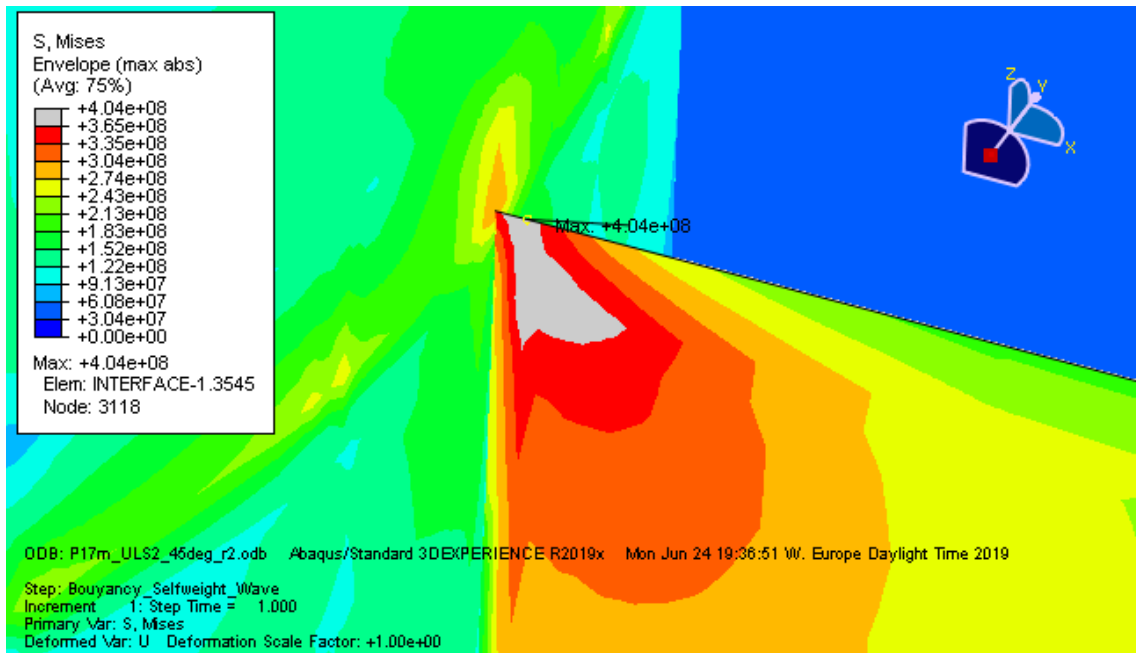 S, Mises
Envelope (max abs)
(Avg: 75%)
+4.04e+08
+3.65e+08
+3.35e+08
+3.04e+08
+2.74e+08
+2.43e+08
+2.13e+08
+1.83e+08
+1.52e+08
+1.22e+08
+9.13e+07
+6.08e+07
+3.04e+07
+0.00e+00
Max: +4.04e+08
Elem: INTERFACE-1.3545
Node: 3118
Z
Y
X
Max: +4.04e+08
ODB: P17m_ULS2_45deg_r2.odb Abaqus/Standard 3DEXPERIENCE R2019x Mon Jun 24 19:36:51 W. Europe Daylight Time 2019
Step: Bouyancy_Selfweight_Wave
Increment 1: Step Time = 1.000
Primary Var: S, Mises
Deformed Var: U Deformation Scale Factor: +1.00e+00